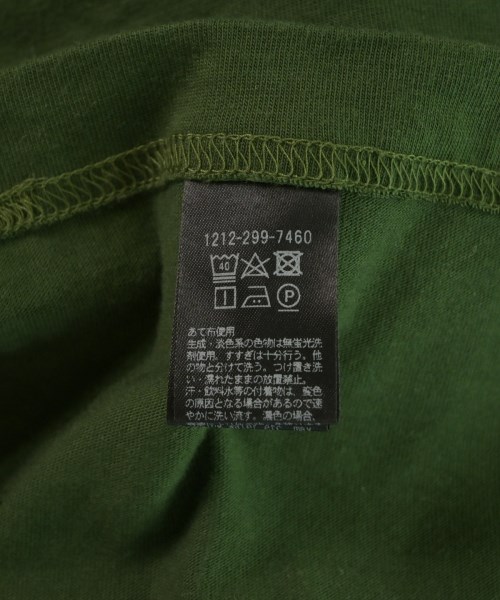 1212-299-7460
40
P
あて布使用
生成・淡色系の色物は無蛍光洗
剤使用。すすぎは十分行う。他
の物と分けて洗う。つけ置き洗
い・濡れたままの放置禁止。
汗・飲料水等の付着物は、変色
の原因となる場合があるので速
やかに洗い流す。濃色の場合、